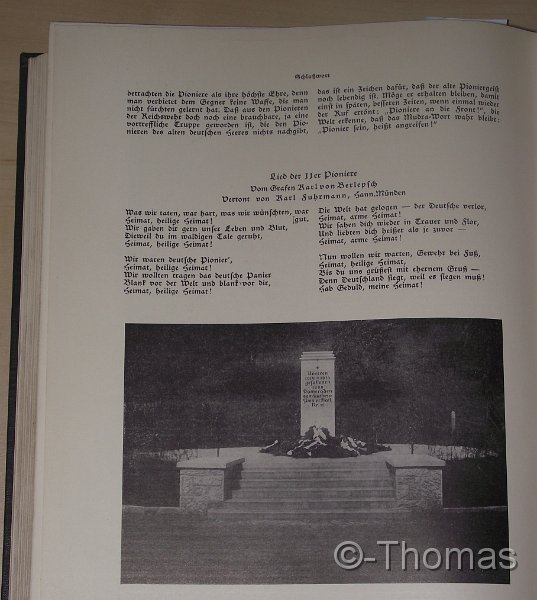 Schlußwort
betrachten die Pioniere als ihre höchste Ehre, denn
man verbietet dem Gegner keine Waffe, die man
nicht fürchten gelernt hat. Daß aus den Pionieren
der Reichswehr doch noch eine brauchbare, ja eine
vortreffliche Truppe geworden ist, die den Pio-
nieren des alten deutschen Heeres nichts nachgibt,
das ist ein Zeichen dafür, daß der alte Pioniergeist
noch lebendig ist. Möge er erhalten bleiben, damit
einst in späten, besseren Zeiten, wenn einmal wieder
der Ruf ertönt: „Pioniere an die Front!“, die
Welt erkenne, daß das Mudra-Wort wahr bleibt:
„Pionier sein, heißt angreifen!“
Lied der 11er Pioniere
Vom Grafen Karl von Berlepsch
Vertont von Karl Fuhrmann, Hann.Münden
Was wir taten, war hart, was wir wünschten, war
Heimat, heilige Heimat! [gut.
Wir gaben dir gern unser Leben und Blut,
Dieweil du im waldigen Tale geruht,
Heimat, heilige Heimat!
Wir waren deutsche Pionier',
Heimat, heilige Heimat!
Wir wollten tragen das deutsche Panier
Blank vor der Welt und blank vor dir,
Heimat, heilige Heimat!
Die Welt hat gelogen — der Deutsche verlor,
Heimat, arme Heimat!
Wir sahen dich wieder in Trauer und Flor,
Und liebten dich heißer als je zuvor —
Heimat, arme Heimat!
Nun wollen wir warten, Gewehr bei Fuß,
Heimat, heilige Heimat!
Bis du uns grüßest mit ehernem Gruß —
Denn Deutschland siegt, weil es siegen muß!
Hab Geduld, meine Heimat!
Unseren
gefallenen
©-Thomas